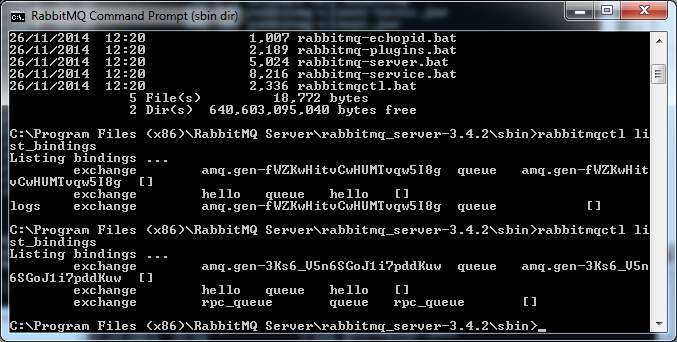 RabbitMQ Command Prompt (sbin dir)
26/11/2014  12:20             1,007 rabbitmq-echopid.bat
26/11/2014  12:20             2,189 rabbitmq-plugins.bat
26/11/2014  12:20             5,024 rabbitmq-server.bat
26/11/2014  12:20             8,216 rabbitmq-service.bat
26/11/2014  12:20             2,336 rabbitmqctl.bat
               5 File(s)         18,772 bytes
               2 Dir(s)  640,603,095,040 bytes free
C:\Program Files (x86)\RabbitMQ Server\rabbitmq_server-3.4.2\sbin>rabbitmqctl li
st_bindings
Listing bindings ...
        exchange        amq.gen-fWZKwHitvCwHUMTvqw5I8g  queue   amq.gen-fWZKwHit
vCwHUMTvqw5I8g  []
        exchange        hello   queue   hello   []
logs    exchange        amq.gen-fWZKwHitvCwHUMTvqw5I8g  queue           []
C:\Program Files (x86)\RabbitMQ Server\rabbitmq_server-3.4.2\sbin>rabbitmqctl li
st_bindings
Listing bindings ...
        exchange        amq.gen-3Ks6_V5n6SGoJ1i7pddKuw  queue   amq.gen-3Ks6_V5n
6SGoJ1i7pddKuw  []
        exchange        hello   queue   hello   []
        exchange        rpc_queue       queue   rpc_queue       []
C:\Program Files (x86)\RabbitMQ Server\rabbitmq_server-3.4.2\sbin>_